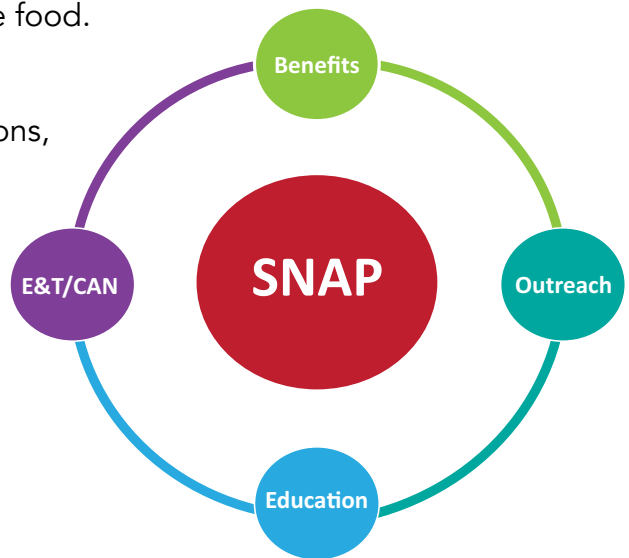 e food.
Benefits
ons,
SNAP
E&T/CAN
Outreach
Education